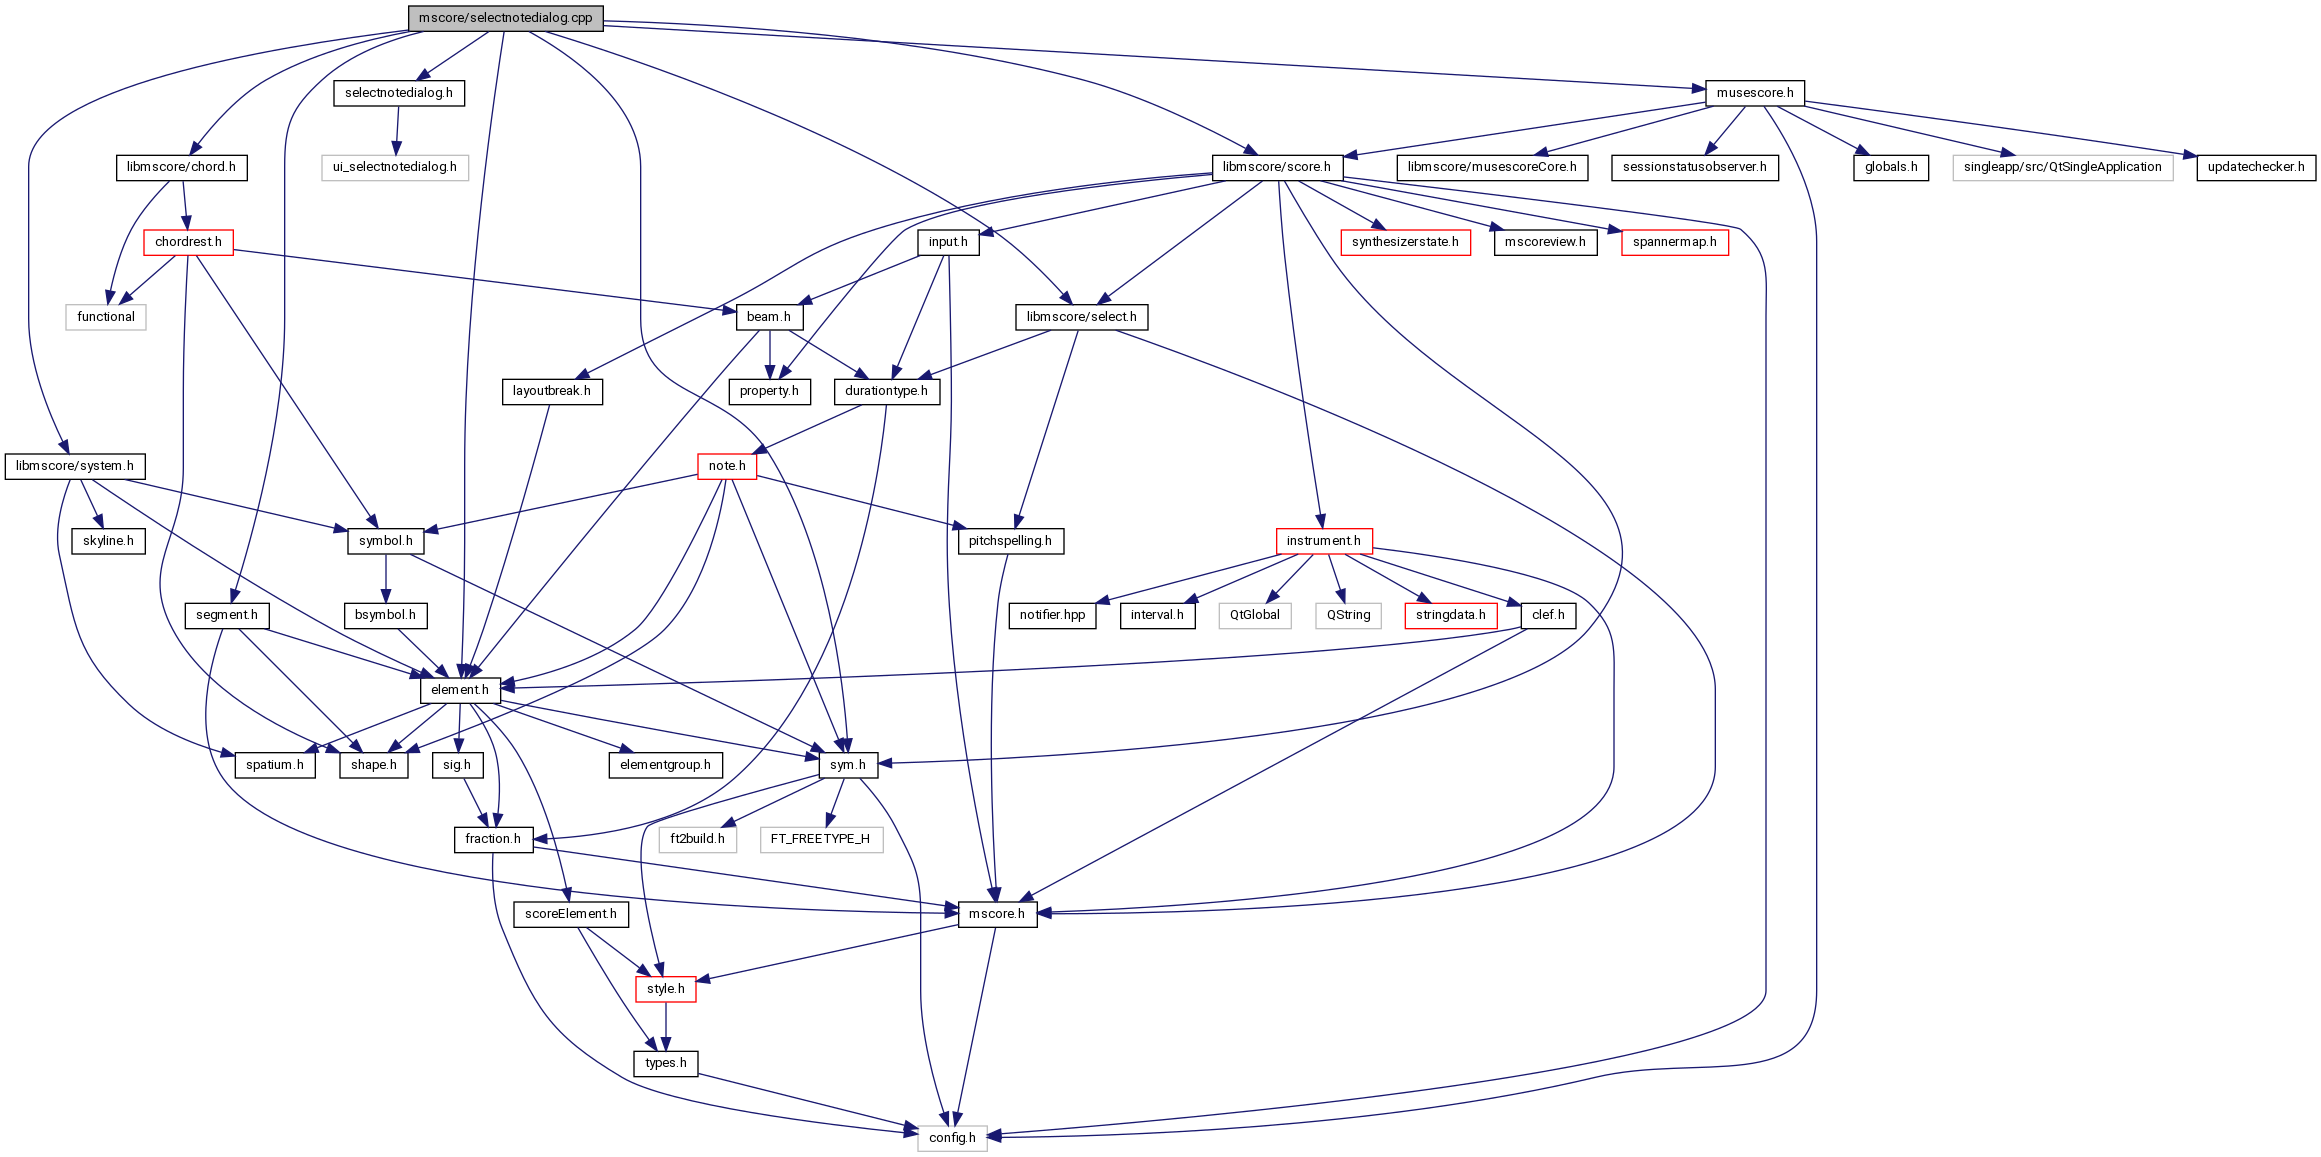 mscore/selectnotedialog.cpp
selectnotedialog.h
musescore.h
libmscore/chord.h
ui_selectnotedialog.h
libmscore/score.h
libmscore/musescoreCore.h
sessionstatusobserver.h
globals.h
singleapp/src/QtSingleApplication
updatechecker.h
chordrest.h
input.h
synthesizerstate.h
mscoreview.h
spannermap.h
functional
beam.h
libmscore/select.h
layoutbreak.h
property.h
durationtype.h
libmscore/system.h
note.h
skyline.h
symbol.h
pitchspelling.h
instrument.h
segment.h
bsymbol.h
notifier.hpp
interval.h
QtGlobal
QString
stringdata.h
clef.h
element.h
spatium.h
shape.h
sig.h
elementgroup.h
sym.h
fraction.h
ft2build.h
FT_FREETYPE_H
scoreElement.h
mscore.h
style.h
types.h
config.h